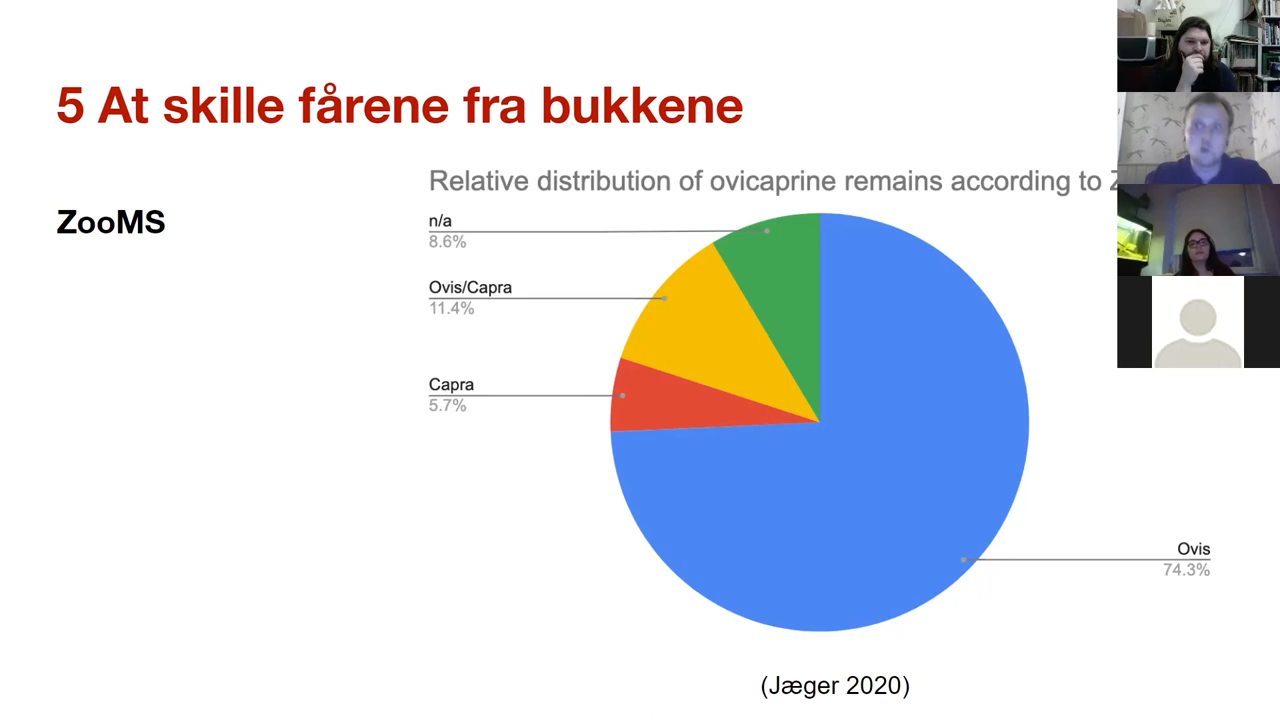 5 At skille fårene fra bukkene
Relative distribution of ovicaprine remains according to
ZooMS
n/a
8.6%
Ovis/Capra
11.4%
Capra
5.7%
Ovis
74.3%
(Jæger 2020)